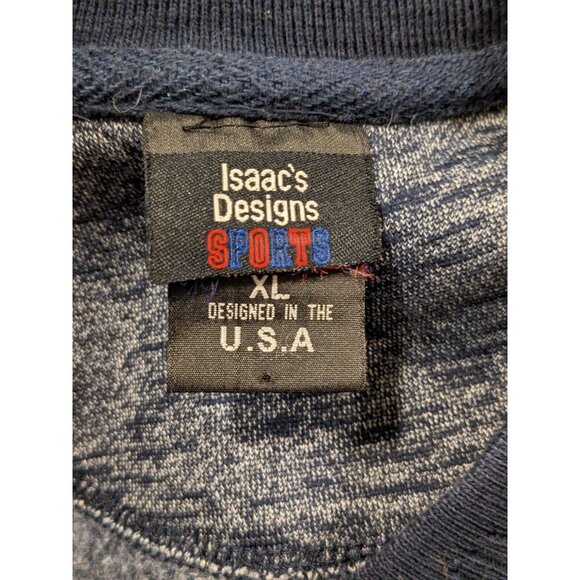 Isaac's
Designs
SPORTS
XL
DESIGNED IN THE
U.S.A